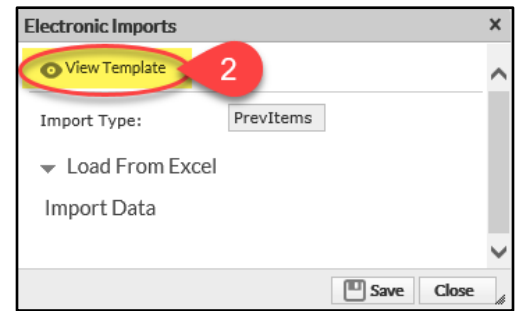 Electronic Imports ×
View Template 2
Import Type: PrevItems
Load From Excel
Import Data
Save Close